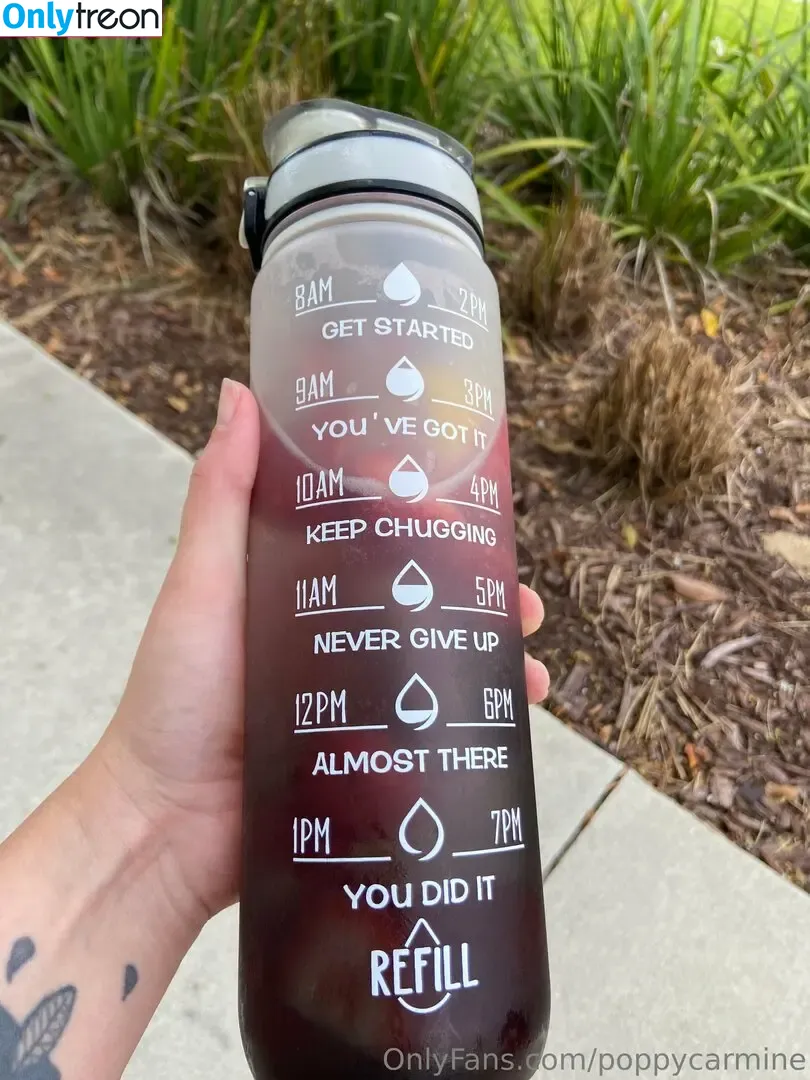 Onlytreon
8AM 2PM
GET STARTED
9AM 3PM
YOU'VE GOT IT
10AM 4PM
KEEP CHUGGING
11AM 5PM
NEVER GIVE UP
12PM 6PM
ALMOST THERE
1PM 7PM
YOU DID IT
REFILL
OnlyFans.com/poppycarmine